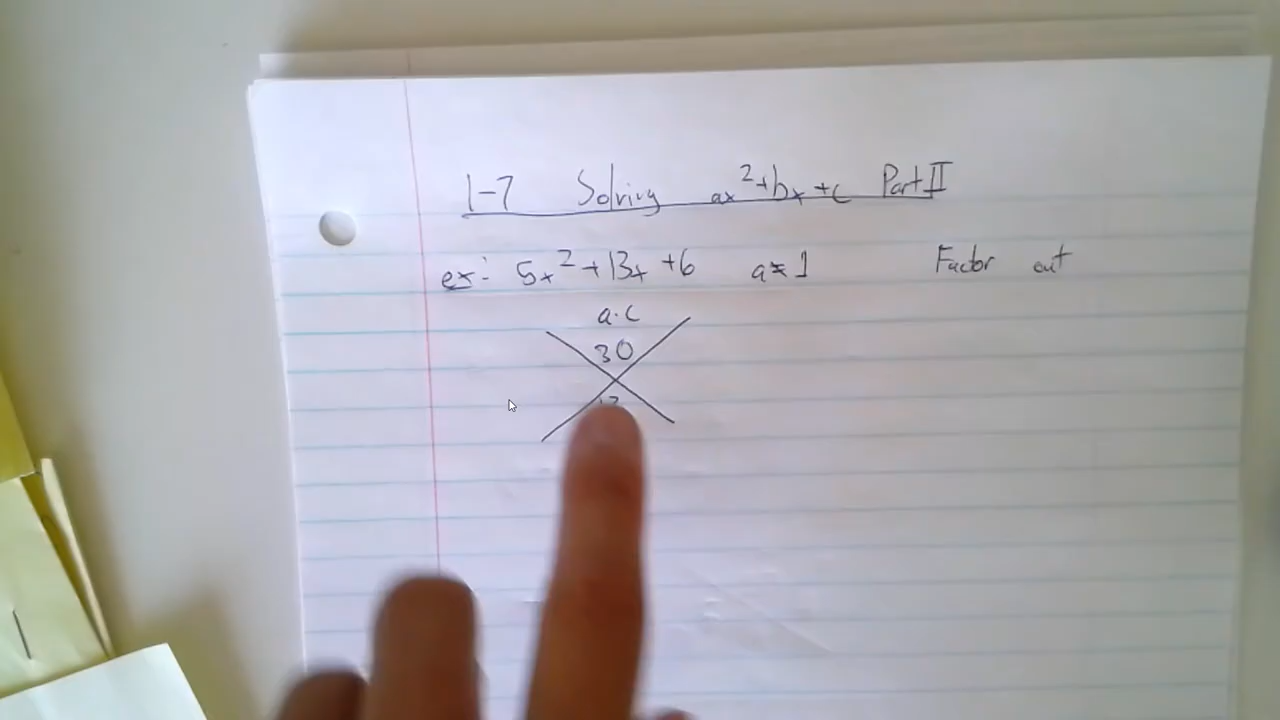 1-7 Solving ax²+bx+c Part II
ex: 5x²+13x+6 a≠1 Factor out
a·c
30